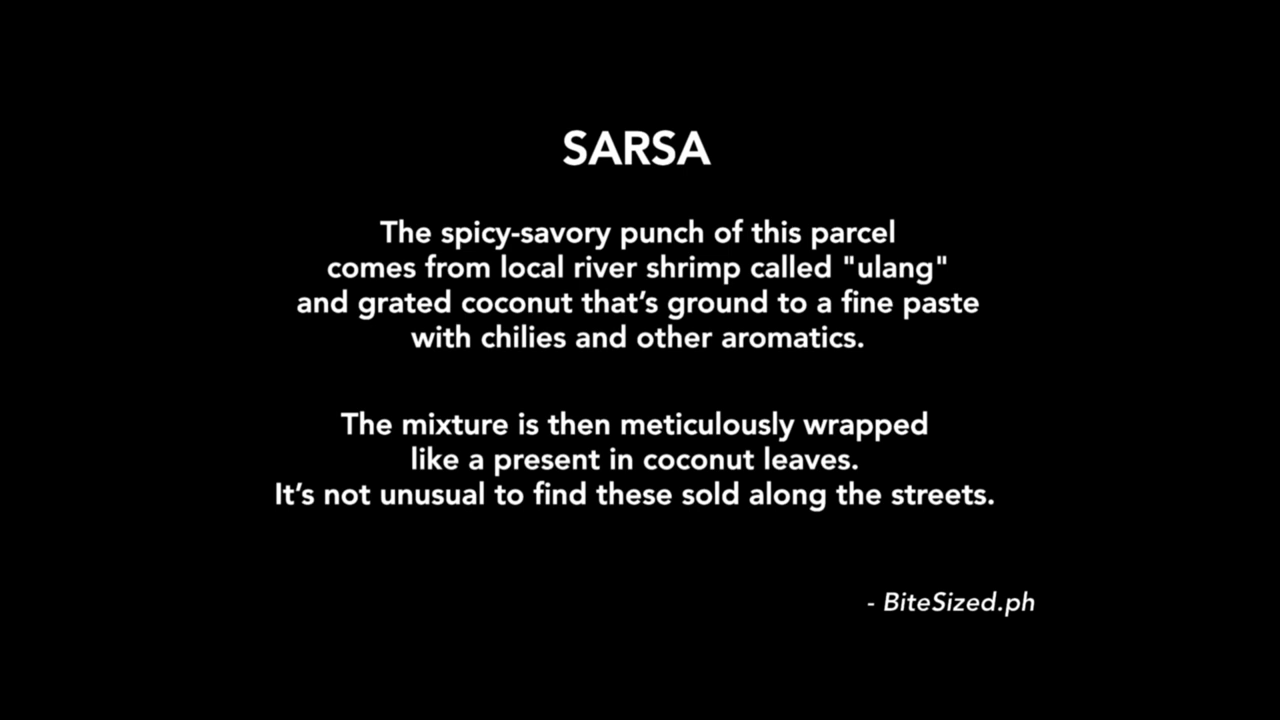 SARSA
The spicy-savory punch of this parcel
comes from local river shrimp called "ulang"
and grated coconut that’s ground to a fine paste
with chilies and other aromatics.
The mixture is then meticulously wrapped
like a present in coconut leaves.
It’s not unusual to find these sold along the streets.
- BiteSized.ph